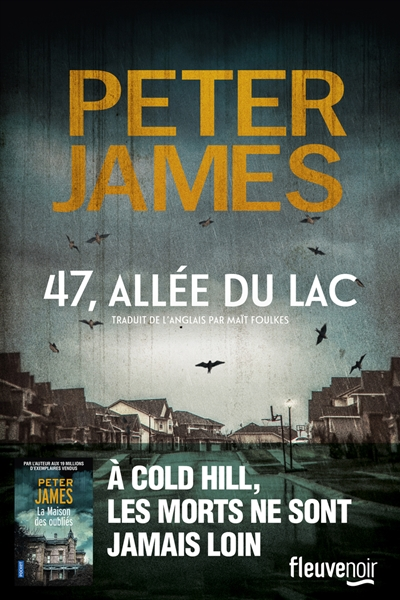 PETER
JAMES
47, ALLÉE DU LAC
TRADUIT DE L'ANGLAIS PAR MAÏT FOULKES
PAR L'AUTEUR AUX 19 MILLIONS
D'EXEMPLAIRES VENDUS
PETER
JAMES
La Maison
des oubliés
POCKET
À COLD HILL,
LES MORTS NE SONT
JAMAIS LOIN
fleuvenoir